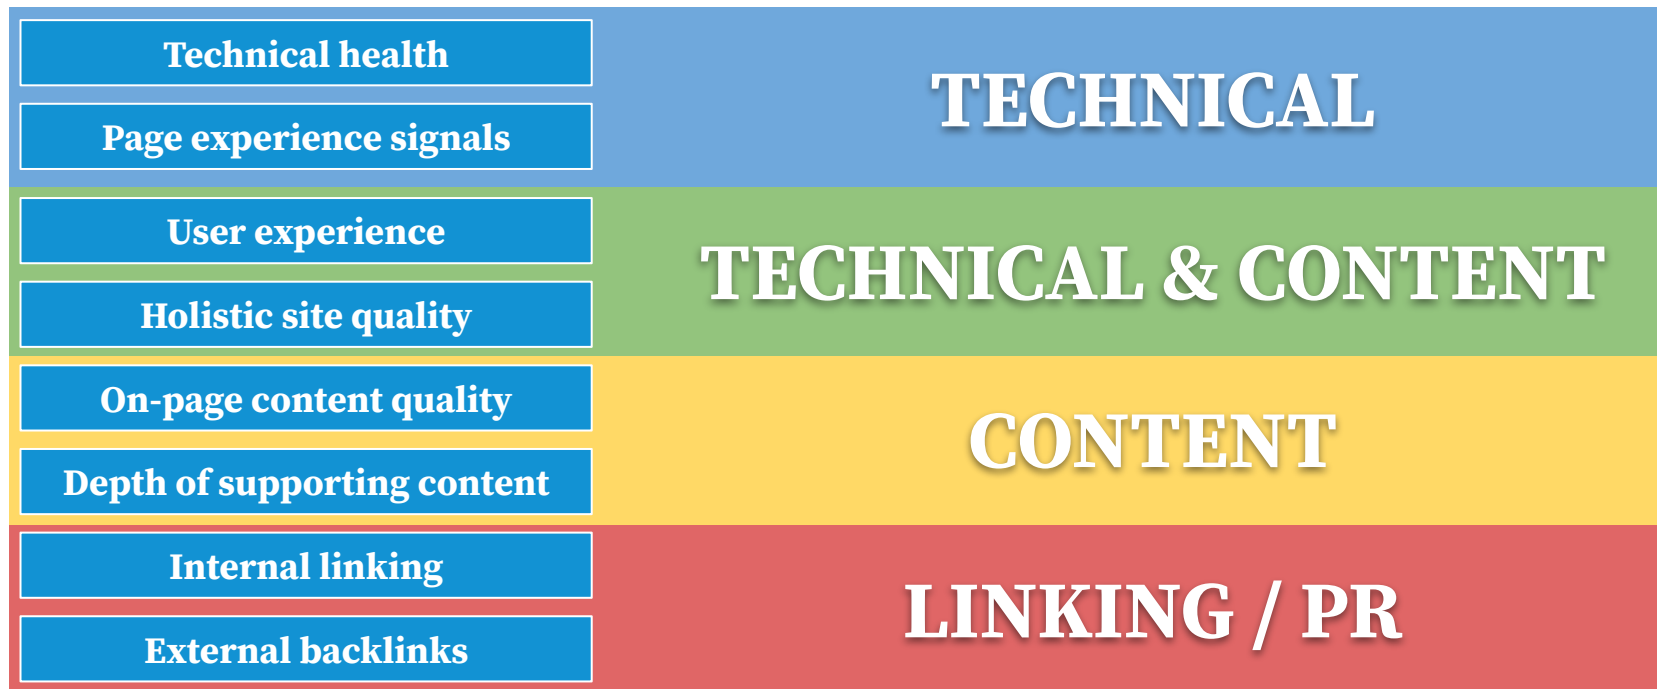 Technical health
Page experience signals
TECHNICAL
User experience
Holistic site quality
TECHNICAL & CONTENT
On-page content quality
Depth of supporting content
CONTENT
Internal linking
External backlinks
LINKING / PR